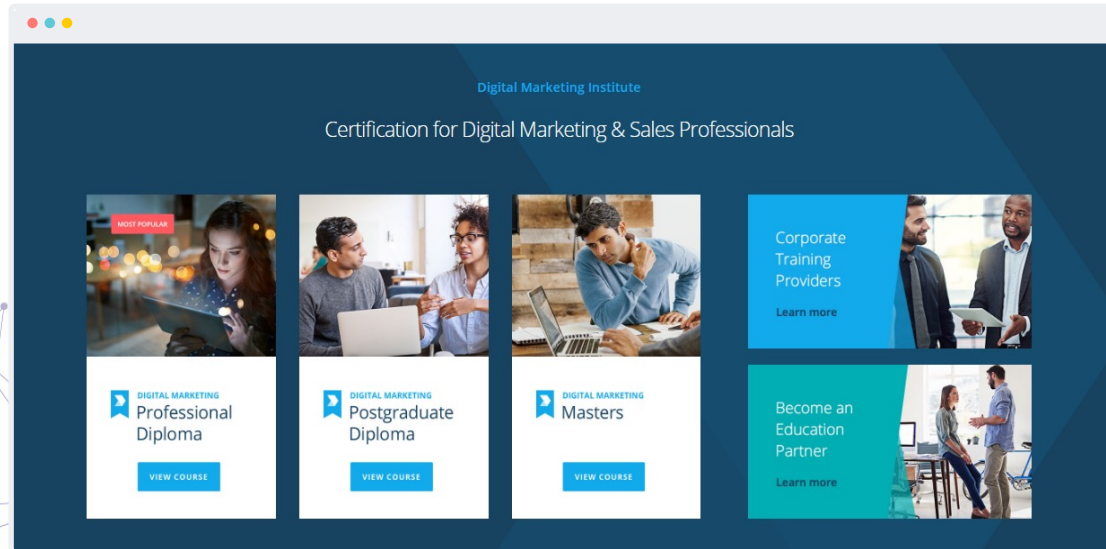 Digital Marketing Institute
Certification for Digital Marketing & Sales Professionals
MOST POPULAR
DIGITAL MARKETING
Professional
Diploma
VIEW COURSE
DIGITAL MARKETING
Postgraduate
Diploma
VIEW COURSE
DIGITAL MARKETING
Masters
VIEW COURSE
Corporate
Training
Providers
Learn more
Become an
Education
Partner
Learn more